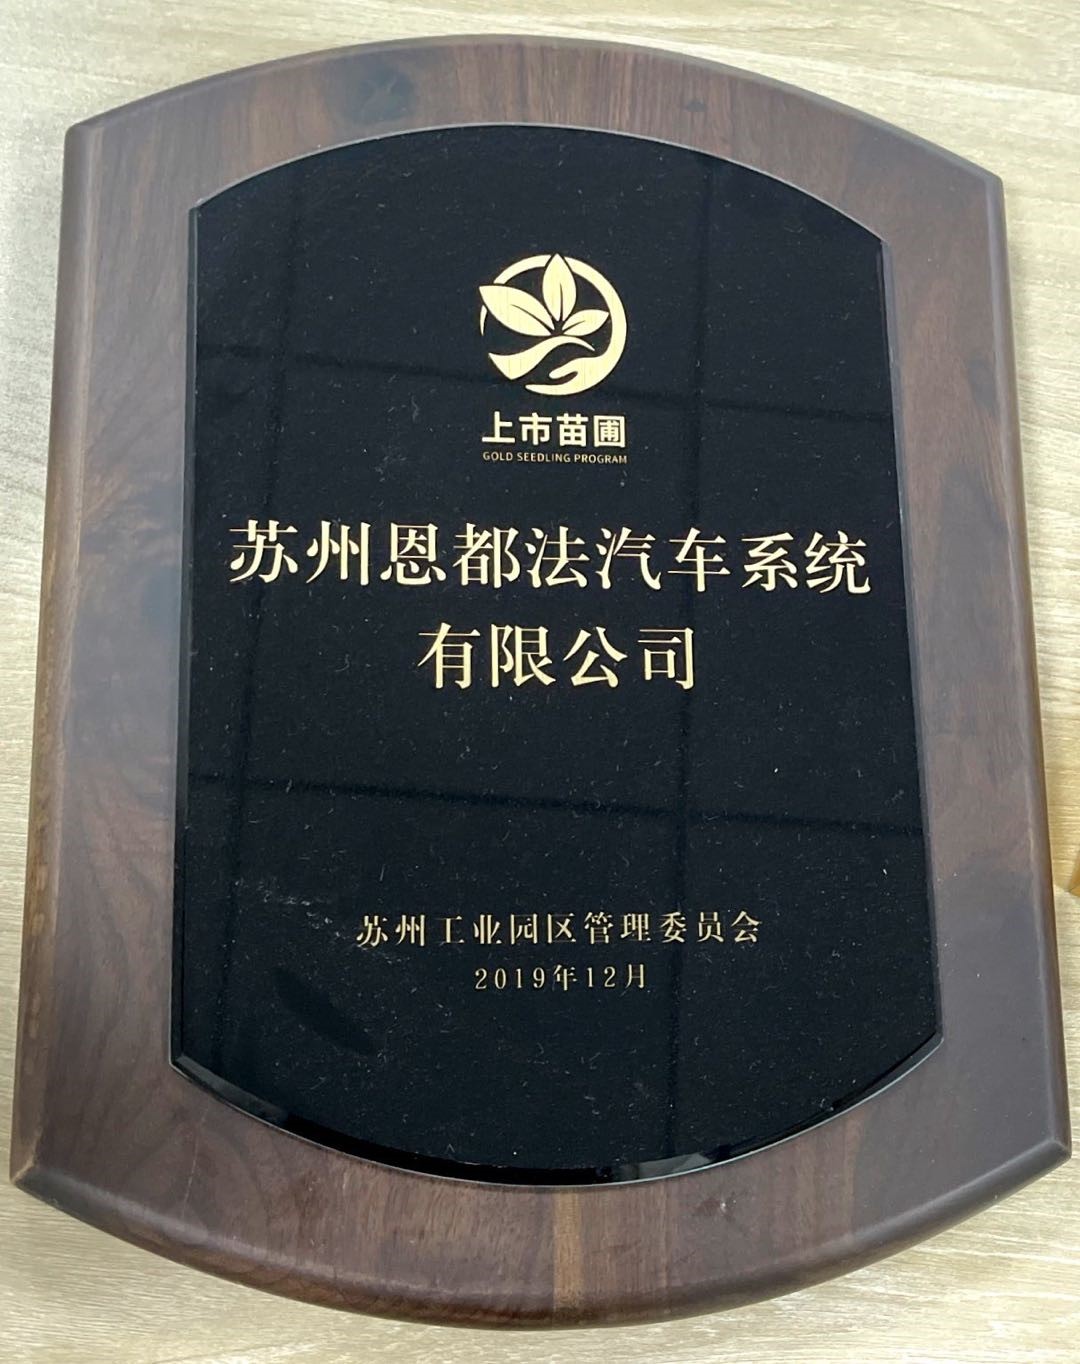 上市苗圃
GOLD SEEDLING PROGRAM
苏州恩都法汽车系统
有限公司
苏州工业园区管理委员会
2019年12月